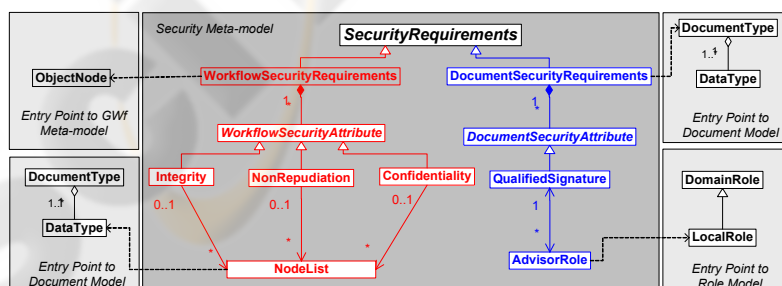 Security Meta-model
SecurityRequirements
ObjectNode
Entry Point to GWf
Meta-model
WorkflowSecurityRequirements
DocumentSecurityRequirements
DocumentType
1..*
DataType
Entry Point to
Document Model
1
*
1
*
WorkflowSecurityAttribute
DocumentSecurityAttribute
DocumentType
1..*
DataType
Entry Point to
Document Model
Integrity
NonRepudiation
Confidentiality
QualifiedSignature
0..1
0..1
0..1
1
*
*
*
*
NodeList
AdvisorRole
DomainRole
LocalRole
Entry Point to
Role Model